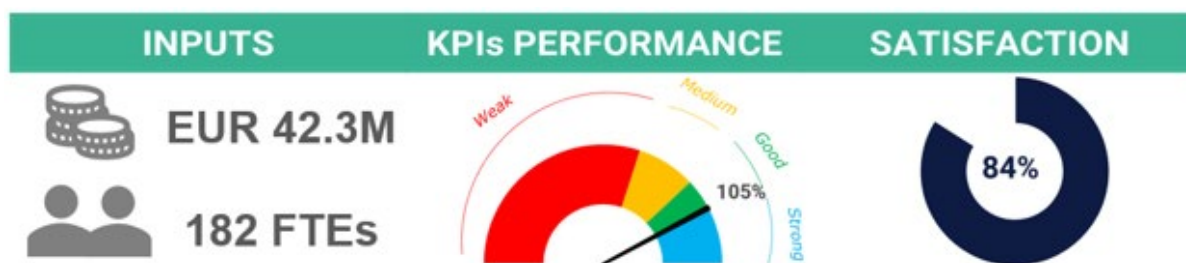 INPUTS
KPIs PERFORMANCE
SATISFACTION
EUR 42.3M
182 FTEs
Weak
Medium
Good
105%
Strong
84%